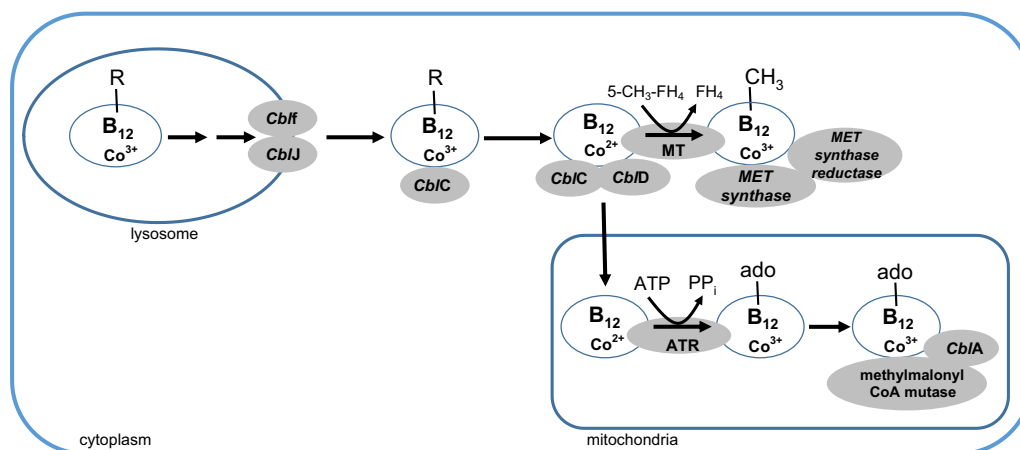 R
B12
Co3+
lysosome
Cblf
CblJ
R
B12
Co3+
CblC
B12
Co2+
CblC
CblD
5-CH3-FH4
FH4
MT
CH3
B12
Co3+
MET
synthase
MET
synthase
reductase
B12
Co2+
ATP
PPi
ATR
ado
B12
Co3+
ado
B12
Co3+
CblA
methylmalonyl
CoA mutase
cytoplasm
mitochondria